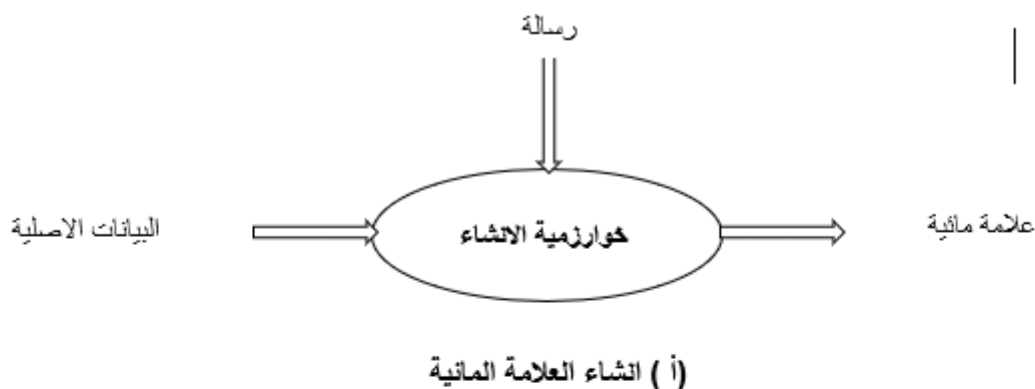 رسالة
البيانات الاصلية
خوارزمية الانشاء
علامة مائية
(أ ) انشاء العلامة المائية